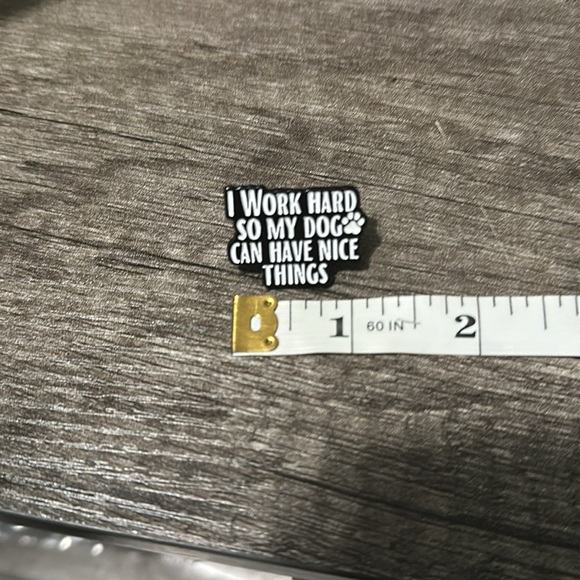 I WORK HARD
SO MY DOG
CAN HAVE NICE
THINGS
1 60 IN 2